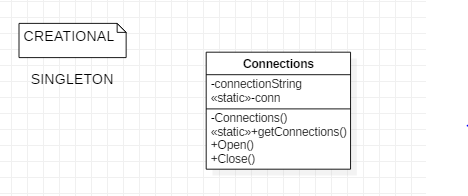 CREATIONAL
SINGLETON
Connections
-connectionString
«static»-conn
-Connections()
«static»+getConnections()
+Open()
+Close()